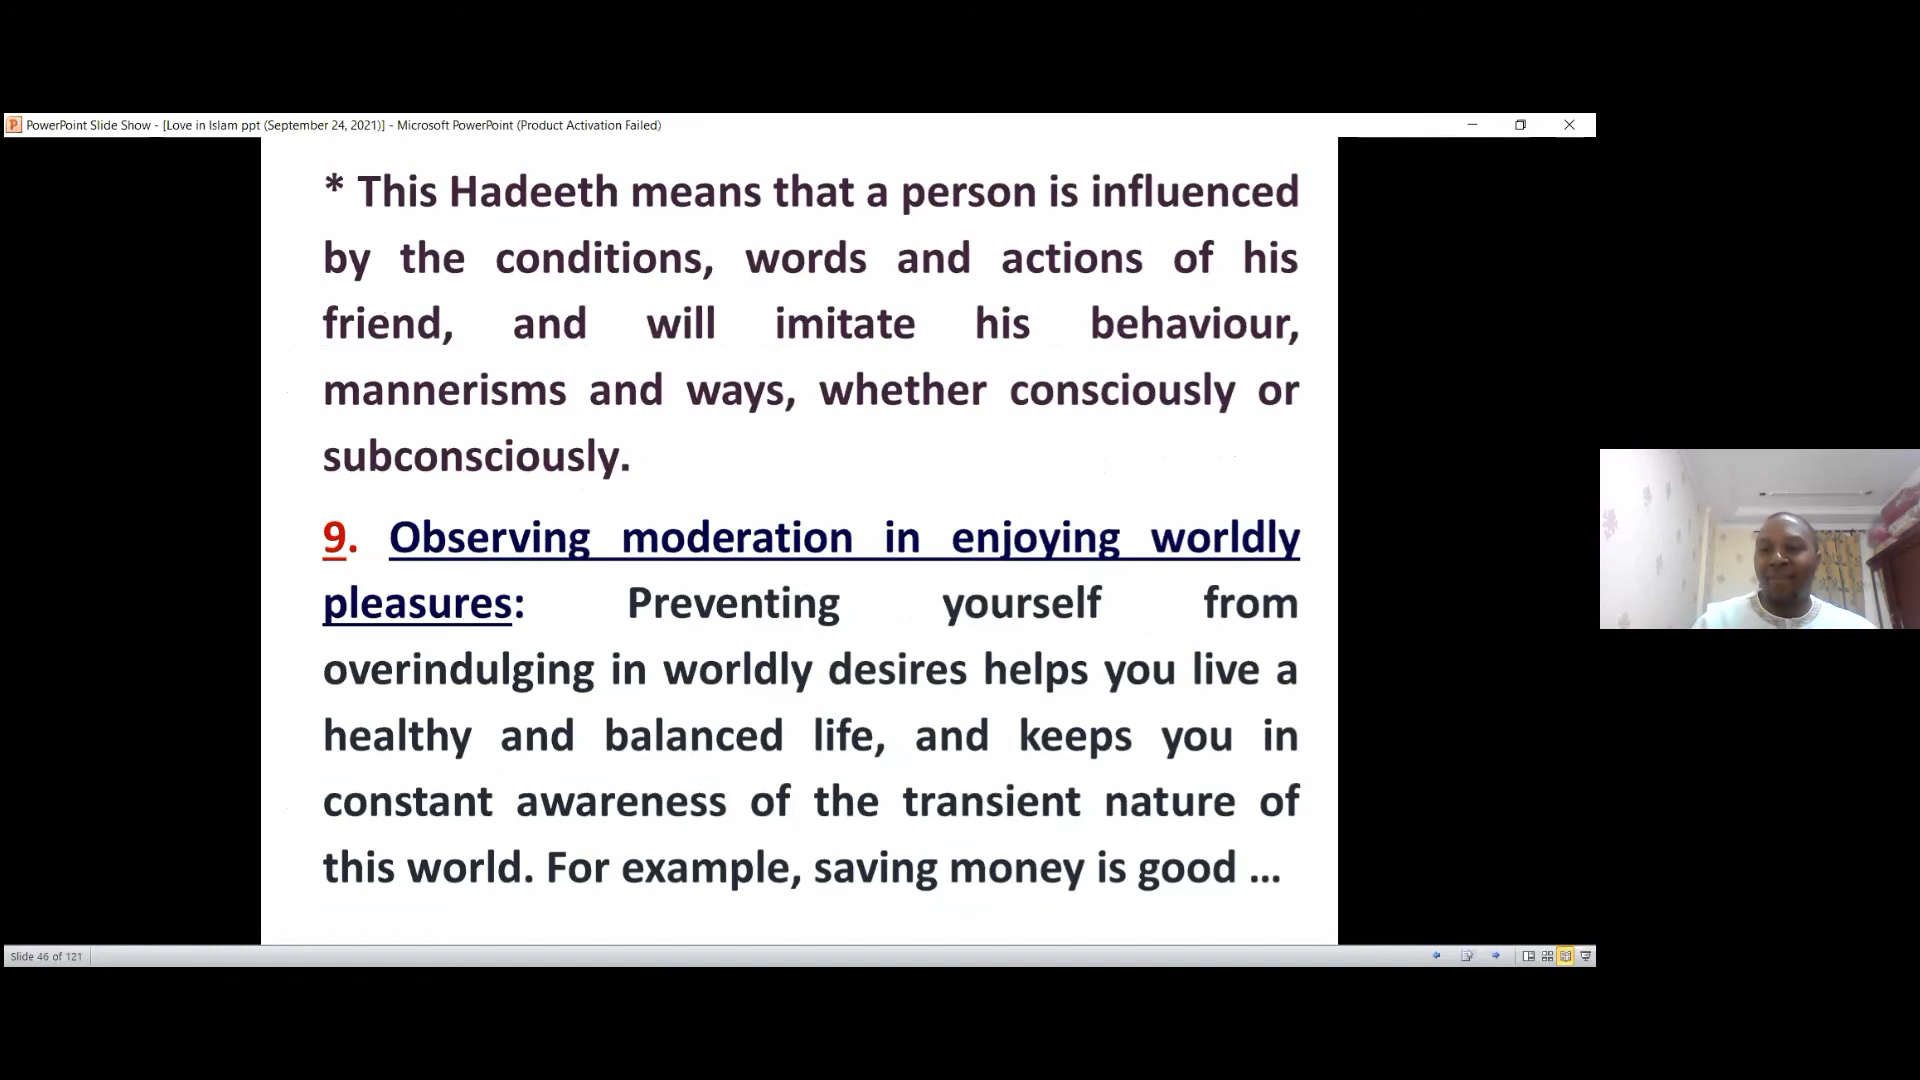 PowerPoint Slide Show - [Love in Islam ppt (September 24, 2021)] - Microsoft PowerPoint (Product Activation Failed)
* This Hadeeth means that a person is influenced
by the conditions, words and actions of his
friend, and will imitate his behaviour,
mannerisms and ways, whether consciously or
subconsciously.
9. Observing moderation in enjoying worldly
pleasures: Preventing yourself from
overindulging in worldly desires helps you live a
healthy and balanced life, and keeps you in
constant awareness of the transient nature of
this world. For example, saving money is good ...
Slide 46 of 121